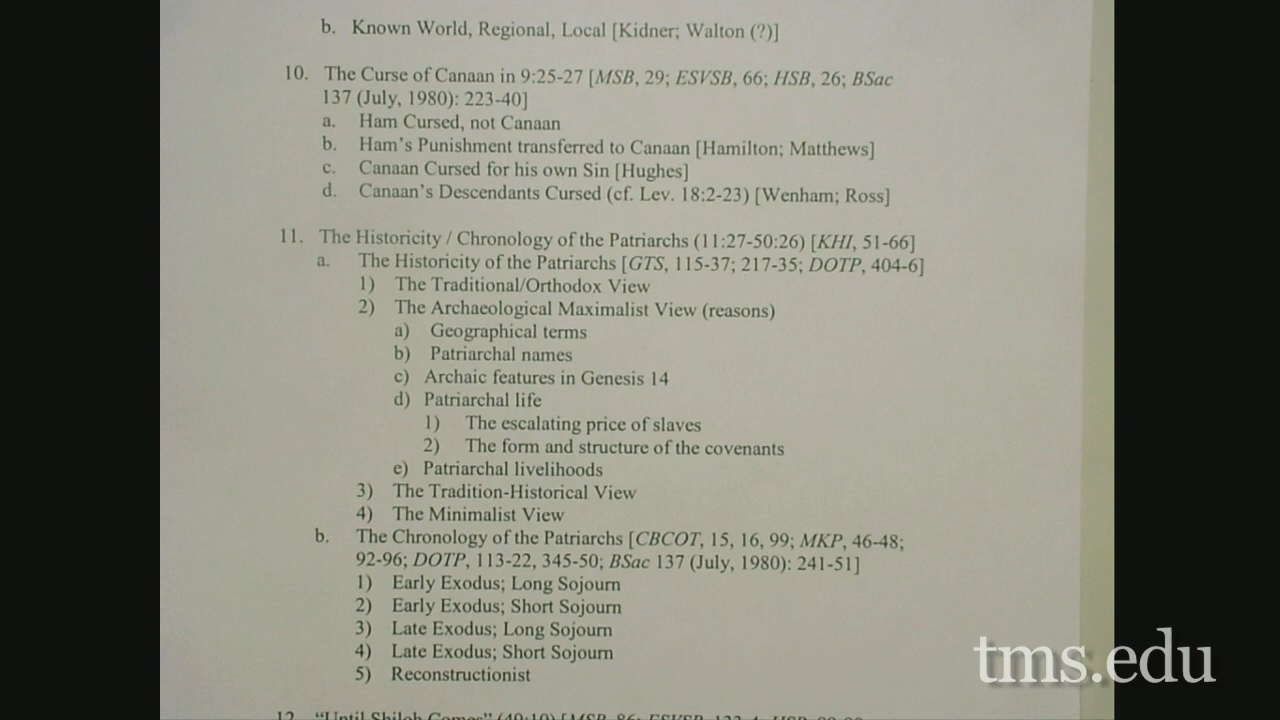 b. Known World, Regional, Local [Kidner; Walton (?)]
10. The Curse of Canaan in 9:25-27 [MSB, 29; ESVSB, 66; HSB, 26; BSac
137 (July, 1980): 223-40]
a. Ham Cursed, not Canaan
b. Ham's Punishment transferred to Canaan [Hamilton; Matthews]
c. Canaan Cursed for his own Sin [Hughes]
d. Canaan's Descendants Cursed (cf. Lev. 18:2-23) [Wenham; Ross]
11. The Historicity / Chronology of the Patriarchs (11:27-50:26) [KHI, 51-66]
a. The Historicity of the Patriarchs [GTS, 115-37; 217-35; DOTP, 404-6]
1) The Traditional/Orthodox View
2) The Archaeological Maximalist View (reasons)
a) Geographical terms
b) Patriarchal names
c) Archaic features in Genesis 14
d) Patriarchal life
1) The escalating price of slaves
2) The form and structure of the covenants
e) Patriarchal livelihoods
3) The Tradition-Historical View
4) The Minimalist View
b. The Chronology of the Patriarchs [CBCOT, 15, 16, 99; MKP, 46-48;
92-96; DOTP, 113-22, 345-50; BSac 137 (July, 1980): 241-51]
1) Early Exodus; Long Sojourn
2) Early Exodus; Short Sojourn
3) Late Exodus; Long Sojourn
4) Late Exodus; Short Sojourn
5) Reconstructionist
12. "Until Shiloh Comes" (49:10) [MSB, 86; ESVSB,
tms.edu